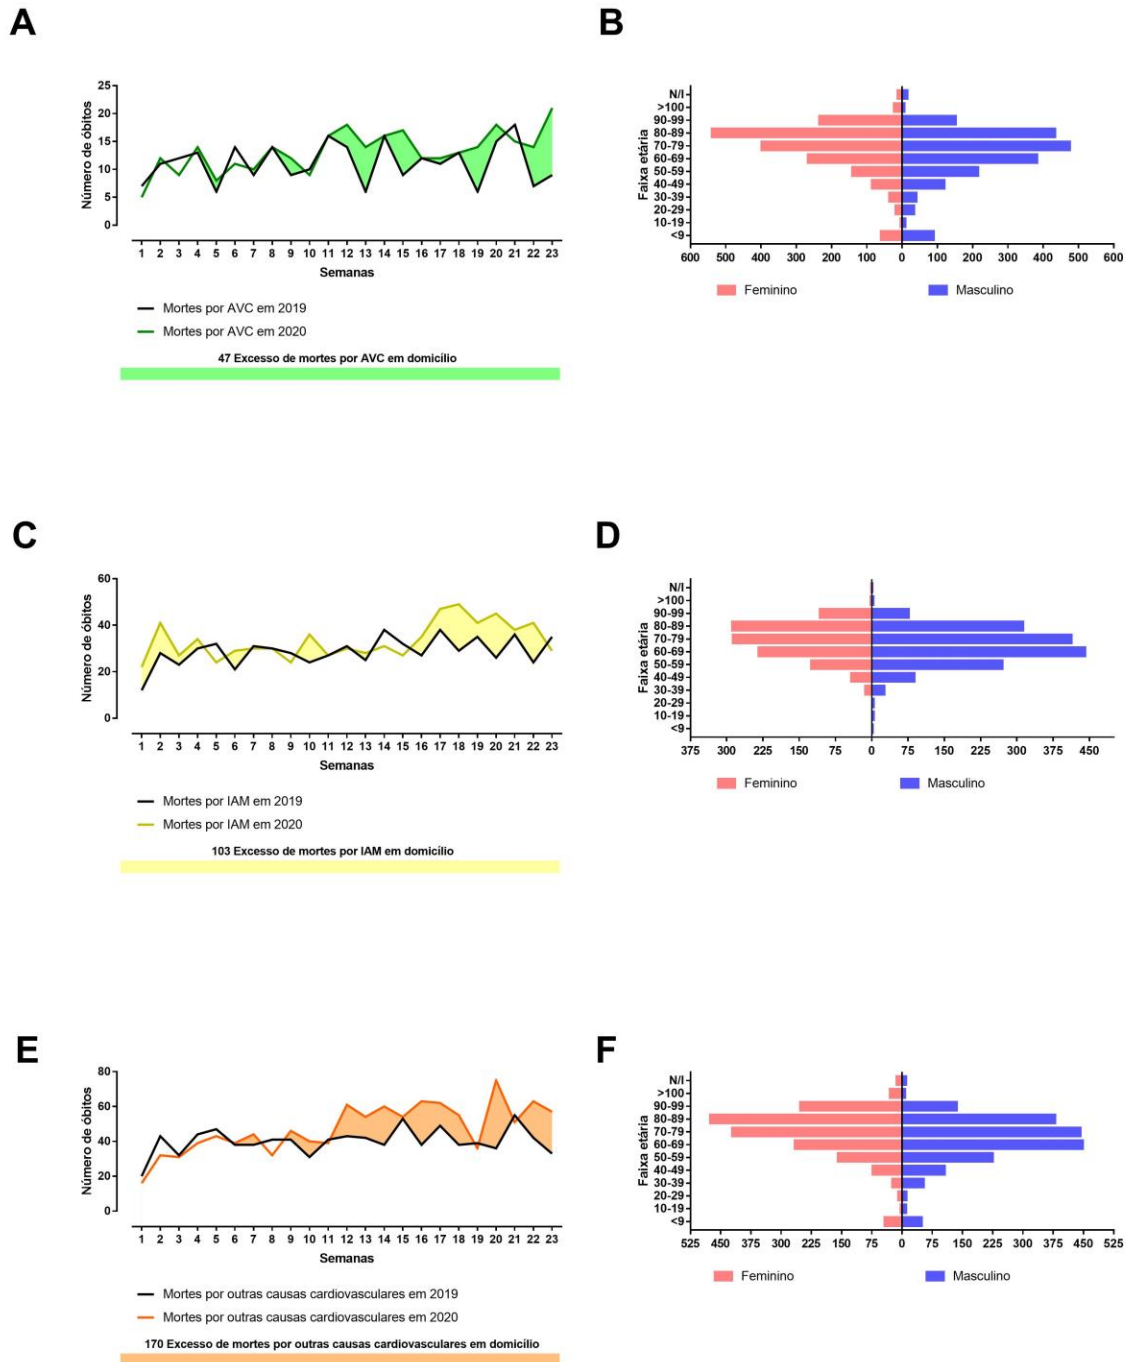 A
Número de óbitos
25
20
15
10
5
0
1 2 3 4 5 6 7 8 9 10 11 12 13 14 15 16 17 18 19 20 21 22 23
Semanas
Mortes por AVC em 2019
Mortes por AVC em 2020
47 Excesso de mortes por AVC em domicílio
B
Faixa etária
N/I
>100
90-99
80-89
70-79
60-69
50-59
40-49
30-39
20-29
10-19
<9
600 500 400 300 200 100 0 100 200 300 400 500 600
Feminino Masculino
C
Número de óbitos
60
40
20
0
1 2 3 4 5 6 7 8 9 10 11 12 13 14 15 16 17 18 19 20 21 22 23
Semanas
Mortes por IAM em 2019
Mortes por IAM em 2020
103 Excesso de mortes por IAM em domicílio
D
Faixa etária
N/I
>100
90-99
80-89
70-79
60-69
50-59
40-49
30-39
20-29
10-19
<9
375 300 225 150 75 0 75 150 225 300 375 450
Feminino Masculino
E
Número de óbitos
80
60
40
20
0
1 2 3 4 5 6 7 8 9 10 11 12 13 14 15 16 17 18 19 20 21 22 23
Semanas
Mortes por outras causas cardiovasculares em 2019
Mortes por outras causas cardiovasculares em 2020
170 Excesso de mortes por outras causas cardiovasculares em domicílio
F
Faixa etária
N/I
>100
90-99
80-89
70-79
60-69
50-59
40-49
30-39
20-29
10-19
<9
525 450 375 300 225 150 75 0 75 150 225 300 375 450 525
Feminino Masculino